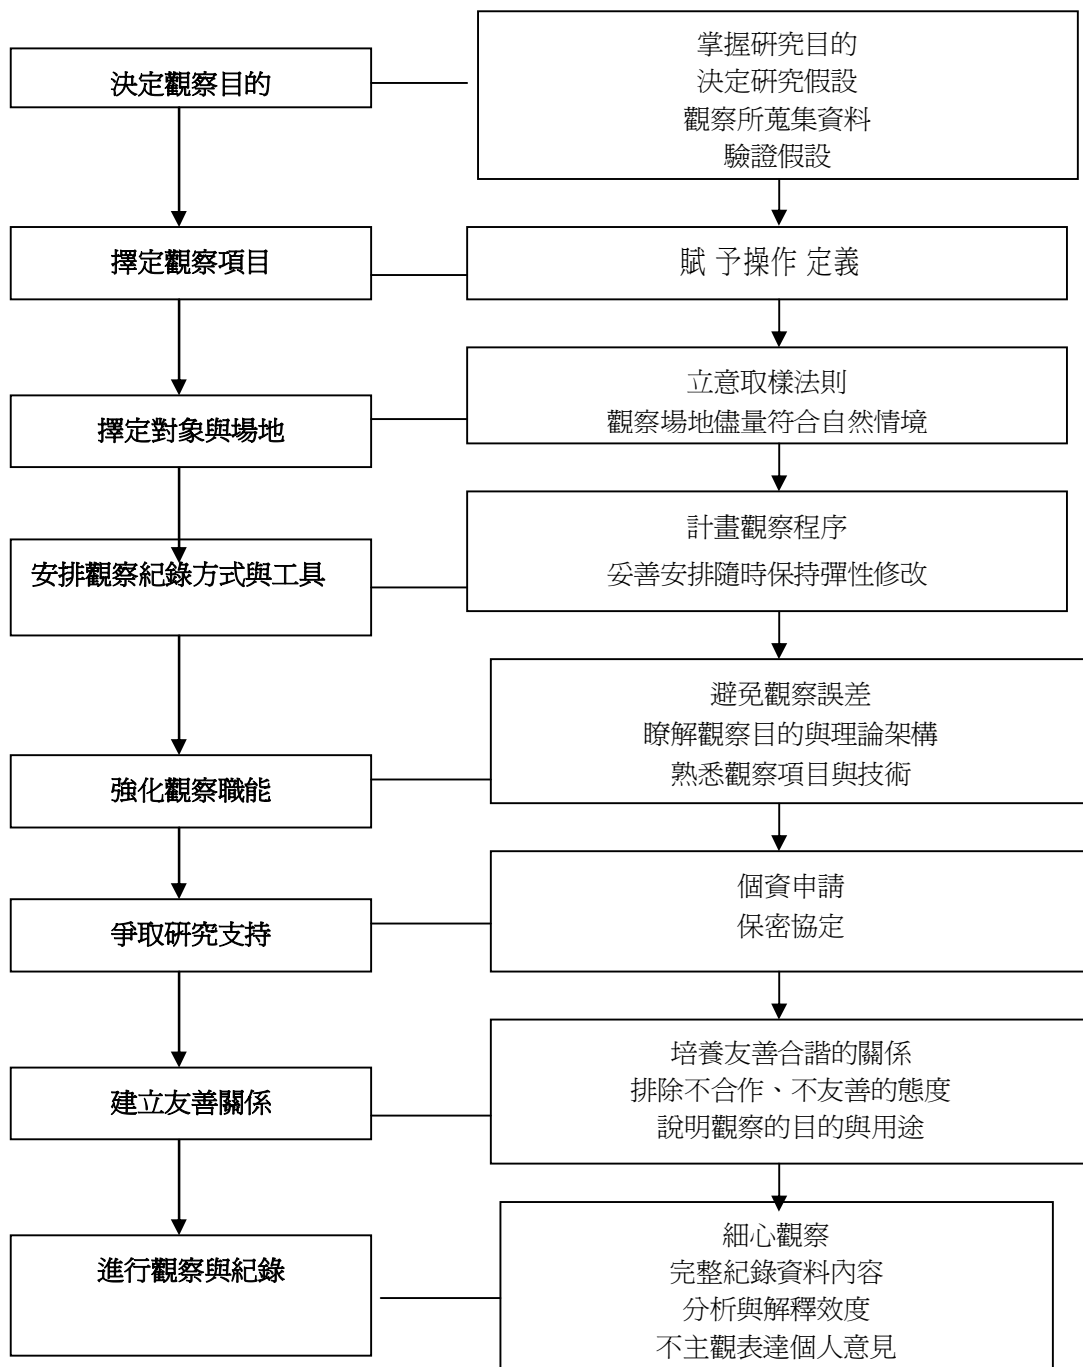 決定觀察目的
掌握研究目的
決定研究假設
觀察所蒐集資料
驗證假設
擇定觀察項目
賦 予操作 定義
擇定對象與場地
立意取樣法則
觀察場地儘量符合自然情境
安排觀察紀錄方式與工具
計畫觀察程序
妥善安排隨時保持彈性修改
強化觀察職能
避免觀察誤差
瞭解觀察目的與理論架構
熟悉觀察項目與技術
爭取研究支持
個資申請
保密協定
建立友善關係
培養友善合諧的關係
排除不合作、不友善的態度
說明觀察的目的與用途
進行觀察與紀錄
細心觀察
完整紀錄資料內容
分析與解釋效度
不主觀表達個人意見